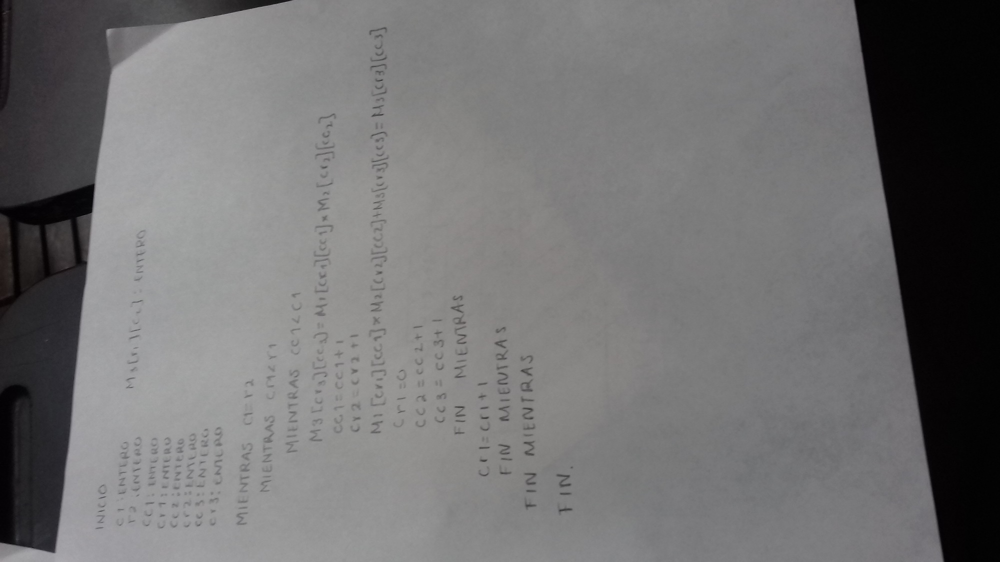 INICIO
C1:ENTERO
r2:ENTERO M3[r1][c2]:ENTERO
CC1:ENTERO
Cr1:ENTERO
CC2:ENTERO
Cr2:ENTERO
CC3:ENTERO
Cr3:ENTERO
MIENTRAS C1=r2
MIENTRAS Cr1<r1
MIENTRAS CC1<C1
M3[cr3][cc3]=M1[cr1][cc1]×M2[cr2][cc2]
CC1=CC1+1
Cr2=Cr2+1
M1[cr1][cc1]×M2[cr2][cc2]+M3[cr3][cc3]=M3[cr3][cc3]
Cr1=0
CC2=CC2+1
CC3=CC3+1
FIN MIENTRAS
Cr1=Cr1+1
FIN MIENTRAS
FIN MIENTRAS
FIN.